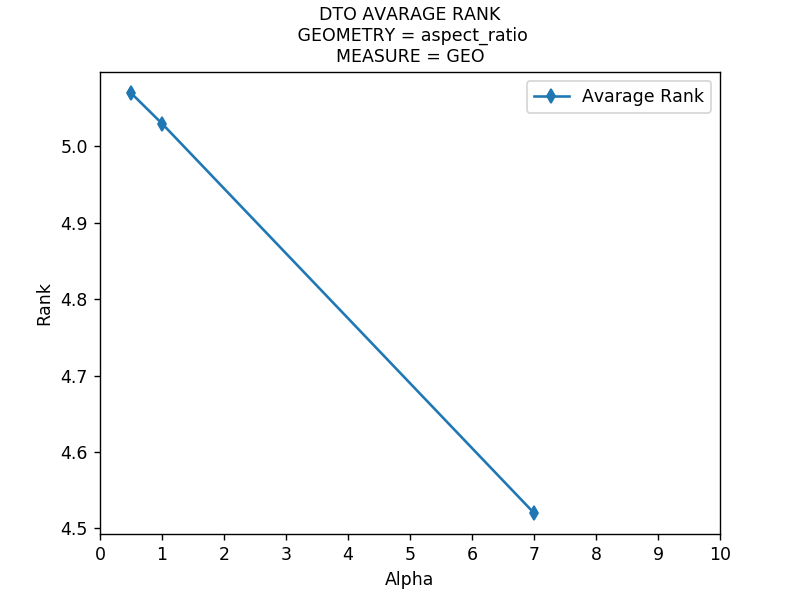 DTO AVARAGE RANK
GEOMETRY = aspect_ratio
MEASURE = GEO
Avarage Rank
5.0
4.9
4.8
4.7
4.6
4.5
Rank
0 1 2 3 4 5 6 7 8 9 10
Alpha